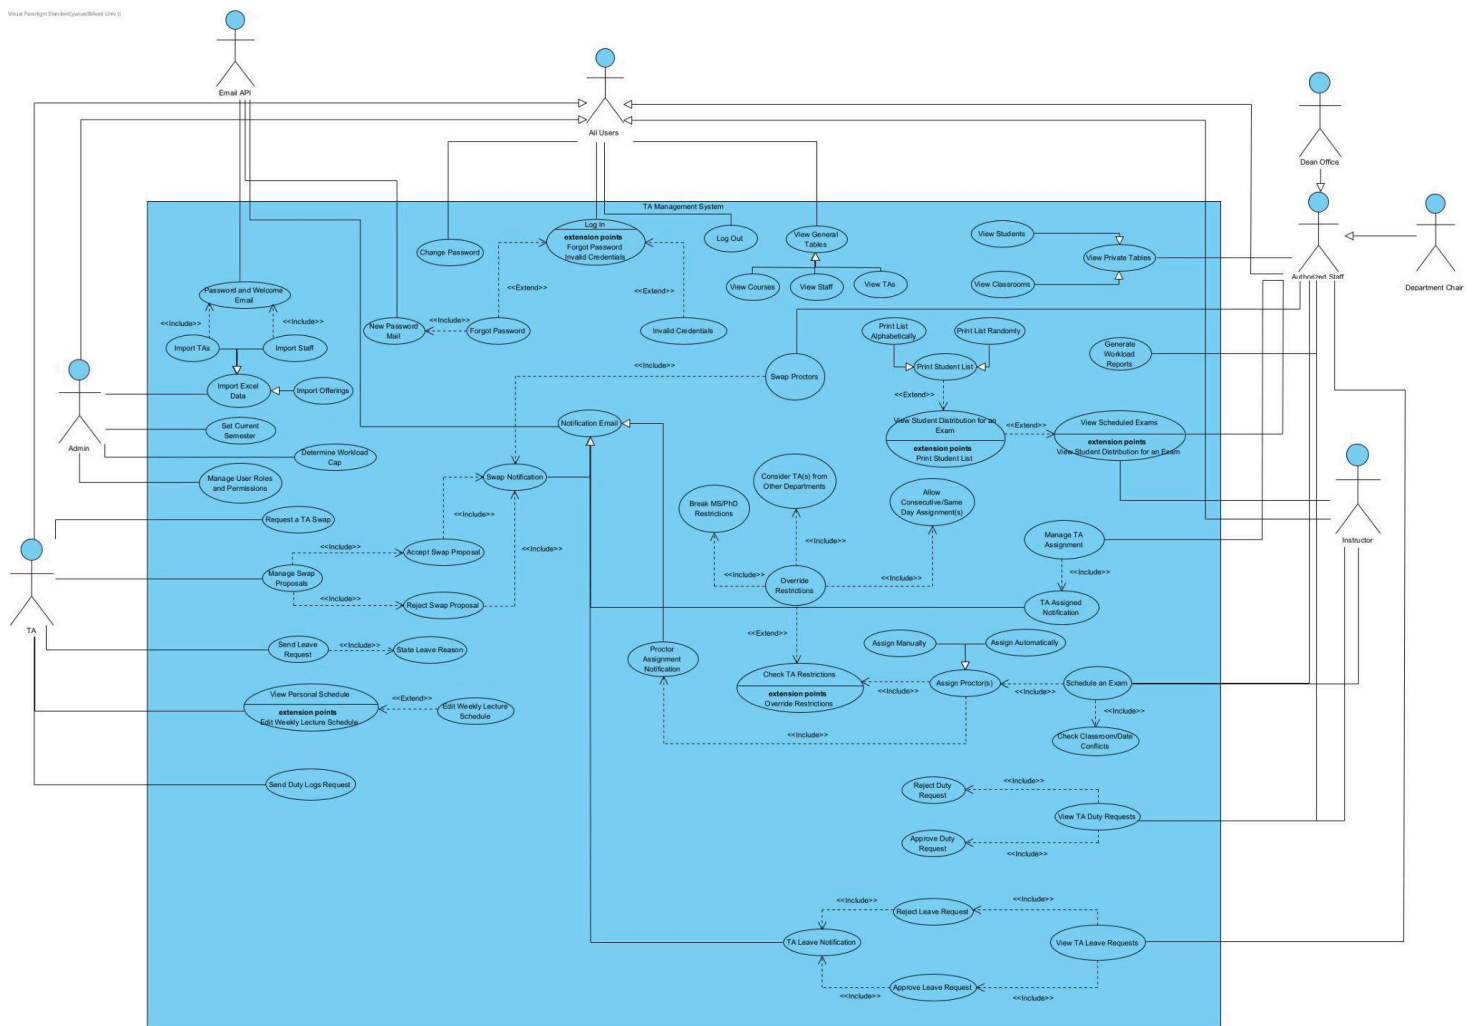 Visual Paradigm Standard(yavuz(Bilkent Univ.))
Email API
All Users
Dean Office
Authorized Staff
Department Chair
Admin
TA
Instructor
TA Management System
Change Password
Log In
extension points
Forgot Password
Invalid Credentials
Log Out
View General
Tables
View Courses
View Staff
View TAs
View Students
View Private Tables
View Classrooms
Password and Welcome
Email
<<Include>>
<<Include>>
Import TAs
Import Staff
Import Excel
Data
Import Offerings
New Password
Mail
<<Include>>
Forgot Password
<<Extend>>
<<Extend>>
Invalid Credentials
Print List
Alphabetically
Print List Randomly
Print Student List
Generate
Workload
Reports
<<Include>>
Swap Proctors
<<Extend>>
Set Current
Semester
Determine Workload
Cap
Manage User Roles
and Permissions
Notification Email
View Student Distribution for an
Exam
extension points
Print Student List
<<Extend>>
View Scheduled Exams
extension points
View Student Distribution for an Exam
Swap Notification
Request a TA Swap
<<Include>>
Accept Swap Proposal
<<Include>>
<<Include>>
Manage Swap
Proposals
<<Include>>
Reject Swap Proposal
Break MS/PhD
Restrictions
Consider TA(s) from
Other Departments
Allow
Consecutive/Same
Day Assignment(s)
<<Include>>
<<Include>>
<<Include>>
Override
Restrictions
Manage TA
Assignment
<<Include>>
TA Assigned
Notification
Send Leave
Request
<<Include>>
State Leave Reason
Proctor
Assignment
Notification
<<Extend>>
Check TA Restrictions
extension points
Override Restrictions
Assign Manually
Assign Automatically
<<Include>>
Assign Proctor(s)
<<Include>>
Schedule an Exam
<<Include>>
Check Classroom/Date
Conflicts
<<Include>>
View Personal Schedule
extension points
Edit Weekly Lecture Schedule
<<Extend>>
Edit Weekly Lecture
Schedule
Send Duty Logs Request
Reject Duty
Request
<<Include>>
View TA Duty Requests
Approve Duty
Request
<<Include>>
<<Include>>
Reject Leave Request
<<Include>>
TA Leave Notification
View TA Leave Requests
<<Include>>
Approve Leave Request
<<Include>>